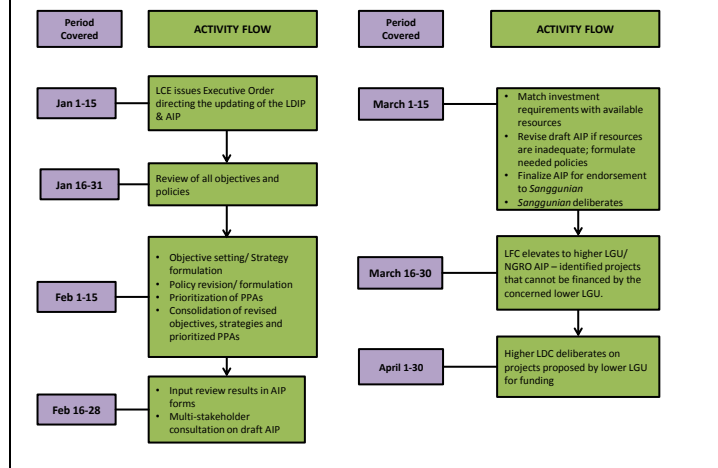 Period
Covered
ACTIVITY FLOW
Jan 1-15
LCE issues Executive Order
directing the updating of the LDIP
& AIP
Jan 16-31
Review of all objectives and
policies
Feb 1-15
• Objective setting/ Strategy
formulation
• Policy revision/ formulation
• Prioritization of PPAs
• Consolidation of revised
objectives, strategies and
prioritized PPAs
Feb 16-28
• Input review results in AIP
forms
• Multi-stakeholder
consultation on draft AIP
Period
Covered
ACTIVITY FLOW
March 1-15
• Match investment
requirements with available
resources
• Revise draft AIP if resources
are inadequate; formulate
needed policies
• Finalize AIP for endorsement
to Sanggunian
• Sanggunian deliberates
March 16-30
LFC elevates to higher LGU/
NGRO AIP – identified projects
that cannot be financed by the
concerned lower LGU.
April 1-30
Higher LDC deliberates on
projects proposed by lower LGU
for funding